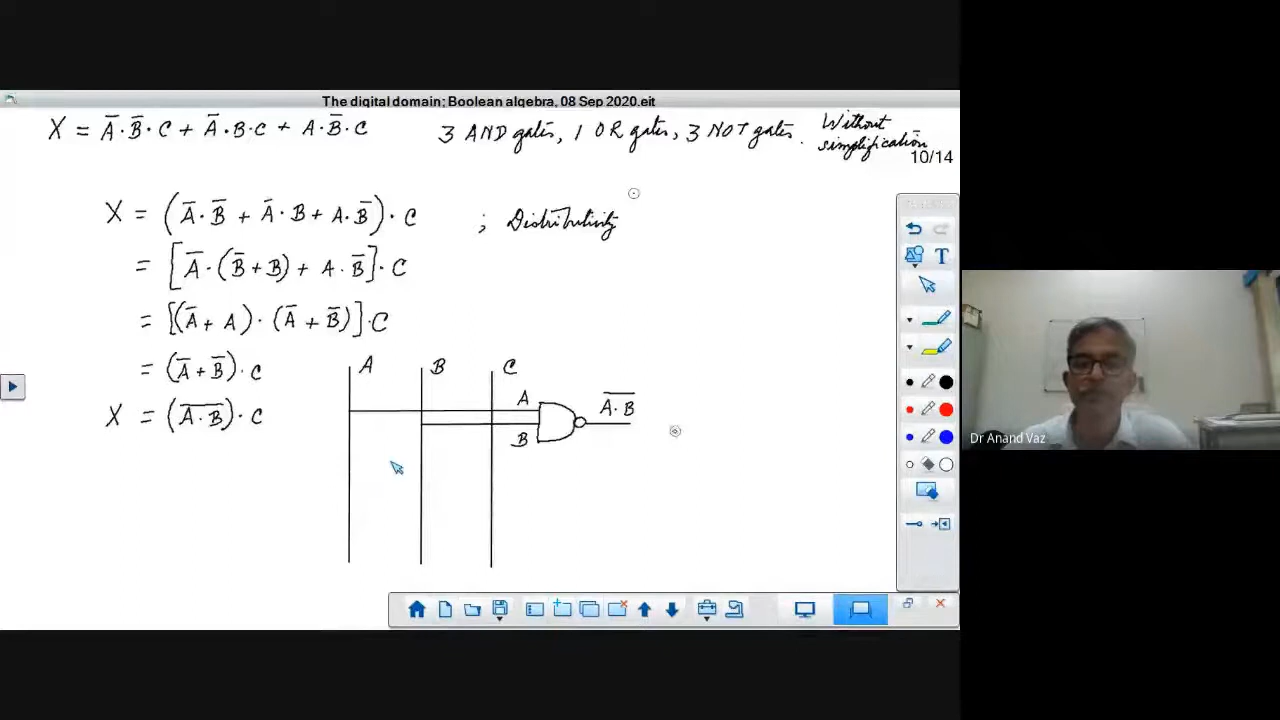 The digital domain; Boolean algebra, 08 Sep 2020.eit
X = A̅·B̅·C + A̅·B·C + A·B̅·C 3 AND gates, 1 OR gates, 3 NOT gates. Without
simplification
10/14
X = (A̅·B̅ + A̅·B + A·B̅)·C ; Distributivity
= [A̅·(B̅+B) + A·B̅]·C
= [(A̅+A)·(A̅+B̅)]·C
= (A̅+B̅)·C
X = (A̅·̅B̅)·C
A B C
A
B
A̅·̅B̅
T
Dr Anand Vaz